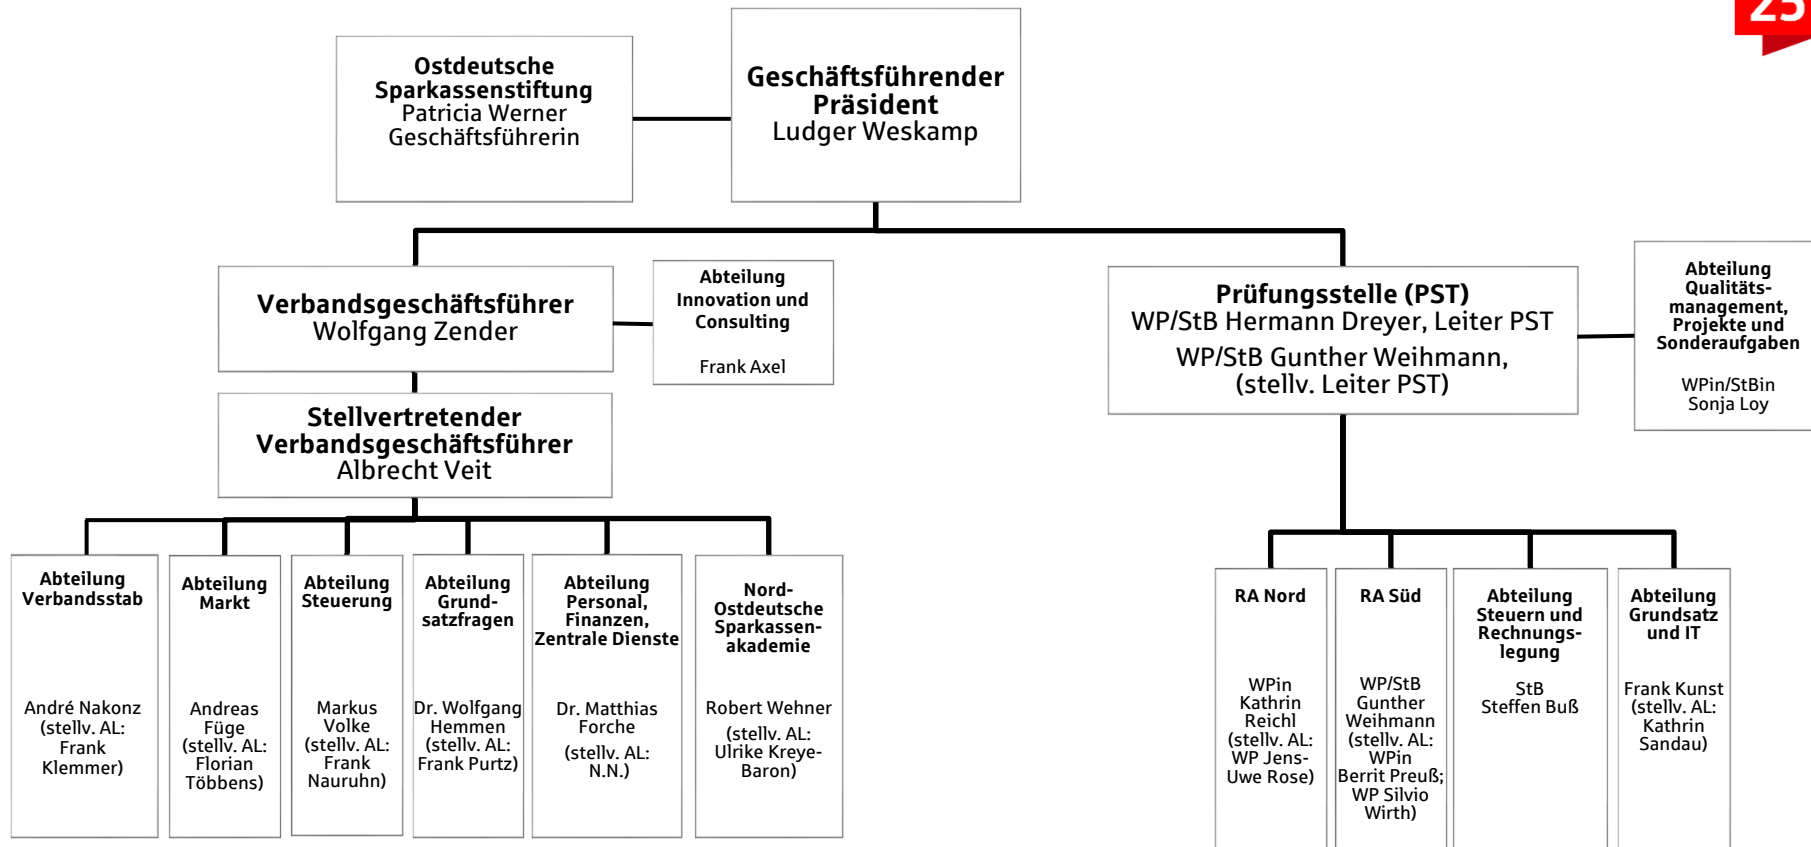 25
Ostdeutsche
Sparkassenstiftung
Patricia Werner
Geschäftsführerin
Geschäftsführender
Präsident
Ludger Weskamp
Verbandsgeschäftsführer
Wolfgang Zender
Abteilung
Innovation und
Consulting
Frank Axel
Prüfungsstelle (PST)
WP/StB Hermann Dreyer, Leiter PST
WP/StB Gunther Weihmann,
(stellv. Leiter PST)
Abteilung
Qualitäts-
management,
Projekte und
Sonderaufgaben
WPin/StBin
Sonja Loy
Stellvertretender
Verbandsgeschäftsführer
Albrecht Veit
Abteilung
Verbandsstab
André Nakonz
(stellv. AL:
Frank
Klemmer)
Abteilung
Markt
Andreas
Füge
(stellv. AL:
Florian
Többens)
Abteilung
Steuerung
Markus
Volke
(stellv. AL:
Frank
Nauruhn)
Abteilung
Grund-
satzfragen
Dr. Wolfgang
Hemmen
(stellv. AL:
Frank Purtz)
Abteilung
Personal,
Finanzen,
Zentrale Dienste
Dr. Matthias
Forche
(stellv. AL:
N.N.)
Nord-
Ostdeutsche
Sparkassen-
akademie
Robert Wehner
(stellv. AL:
Ulrike Kreye-
Baron)
RA Nord
WPin
Kathrin
Reichl
(stellv. AL:
WP Jens-
Uwe Rose)
RA Süd
WP/StB
Gunther
Weihmann
(stellv. AL:
WPin
Berrit Preuß;
WP Silvio
Wirth)
Abteilung
Steuern und
Rechnungs-
legung
StB
Steffen Buß
Abteilung
Grundsatz
und IT
Frank Kunst
(stellv. AL:
Kathrin
Sandau)